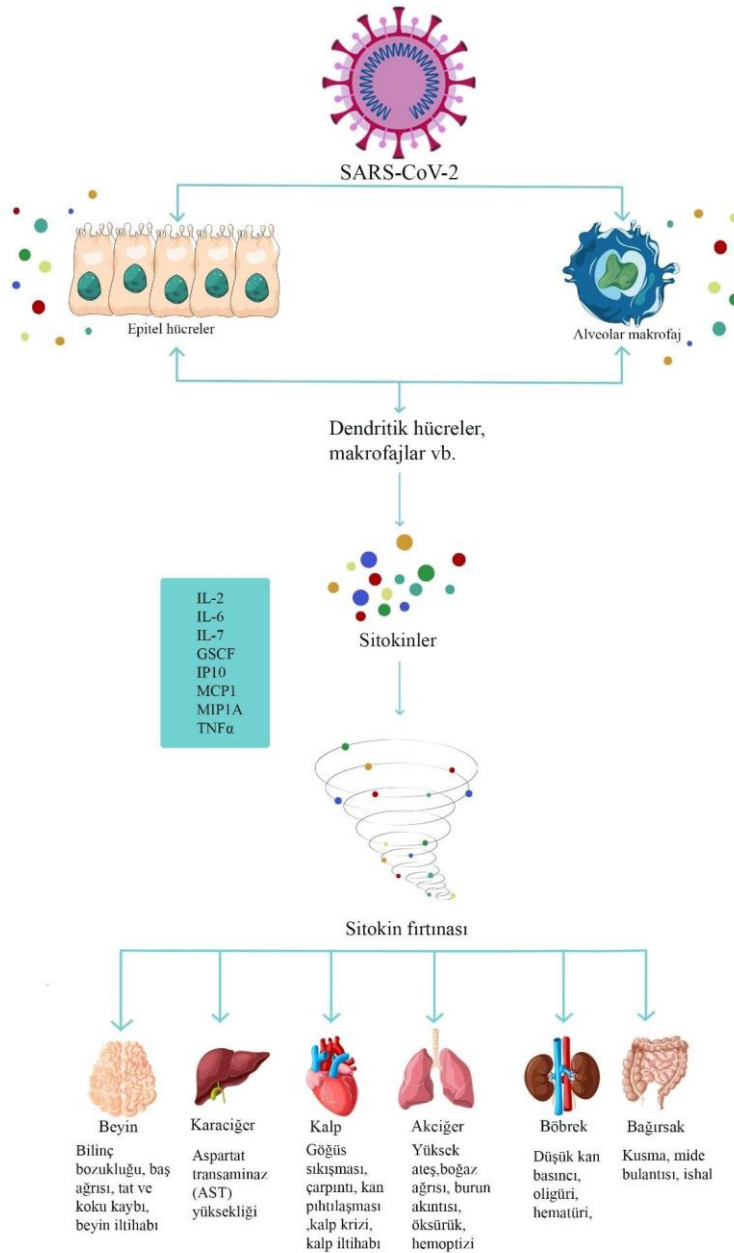 SARS-CoV-2
Epitel hücreler
Alveolar makrofaj
Dendritik hücreler,
makrofajlar vb.
IL-2
IL-6
IL-7
GSCF
IP10
MCP1
MIP1A
TNFα
Sitokinler
Sitokin fırtınası
Beyin
Bilinç
bozukluğu, baş
ağrısı, tat ve
koku kaybı,
beyin iltihabı
Karaciğer
Aspartat
transaminaz
(AST)
yüksekliği
Kalp
Göğüs
sıkışması,
çarpıntı, kan
pıhtılaşması
,kalp krizi,
kalp iltihabı
Akciğer
Yüksek
ateş,boğaz
ağrısı, burun
akıntısı,
öksürük,
hemoptizi
Böbrek
Düşük kan
basıncı,
oligüri,
hematüri,
Bağırsak
Kusma, mide
bulantısı, ishal